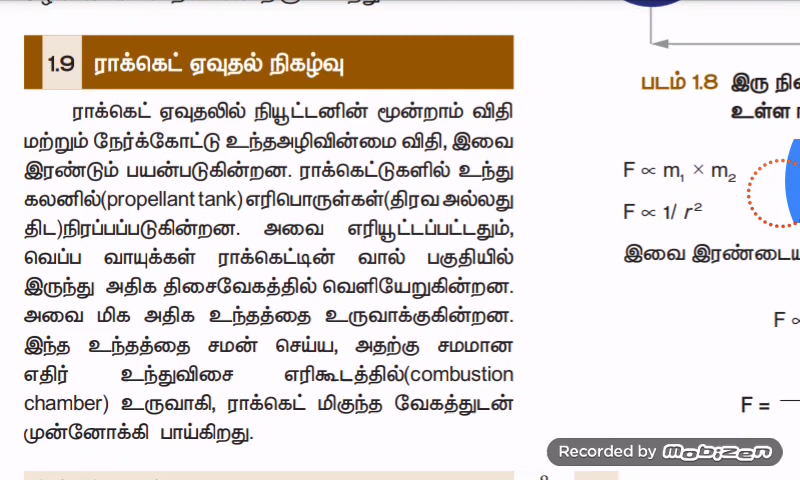 1.9 ராக்கெட் ஏவுதல் நிகழ்வு
ராக்கெட் ஏவுதலில் நியூட்டனின் மூன்றாம் விதி
மற்றும் நேர்க்கோட்டு உந்தஅழிவின்மை விதி, இவை
இரண்டும் பயன்படுகின்றன. ராக்கெட்டுகளில் உந்து
கலனில்(propellant tank) எரிபொருள்கள்(திரவ அல்லது
திட)நிரப்பப்படுகின்றன. அவை எரியூட்டப்பட்டதும்,
வெப்ப வாயுக்கள் ராக்கெட்டின் வால் பகுதியில்
இருந்து அதிக திசைவேகத்தில் வெளியேறுகின்றன.
அவை மிக அதிக உந்தத்தை உருவாக்குகின்றன.
இந்த உந்தத்தை சமன் செய்ய, அதற்கு சமமான
எதிர் உந்துவிசை எரிகூடத்தில்(combustion
chamber) உருவாகி, ராக்கெட் மிகுந்த வேகத்துடன்
முன்னோக்கி பாய்கிறது.
படம் 1.8 இரு
உள்ள
F ∝ m₁ × m₂
F ∝ 1/ r²
இவை
F ∝
F =
Recorded by mobizen